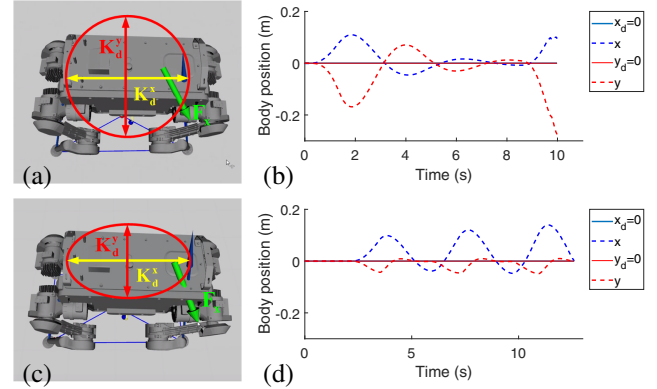 K_d^y
K_d^x
(a)
Body position (m)
0.2
0
-0.2
0
2
4
6
8
10
Time (s)
x_d=0
x
y_d=0
y
(b)
K_d^y
K_d^x
(c)
Body position (m)
0.2
0
-0.2
0
5
10
Time (s)
x_d=0
x
y_d=0
y
(d)